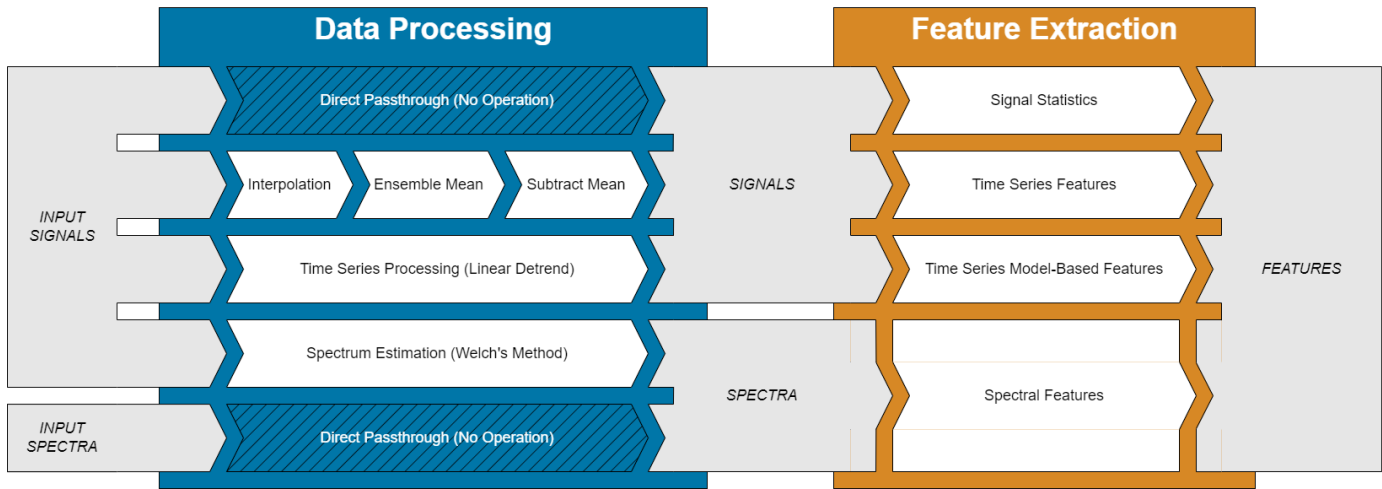 Data Processing
Feature Extraction
Direct Passthrough (No Operation)
Signal Statistics
Interpolation
Ensemble Mean
Subtract Mean
SIGNALS
Time Series Features
INPUT
SIGNALS
Time Series Processing (Linear Detrend)
Time Series Model-Based Features
FEATURES
Spectrum Estimation (Welch's Method)
SPECTRA
Spectral Features
INPUT
SPECTRA
Direct Passthrough (No Operation)